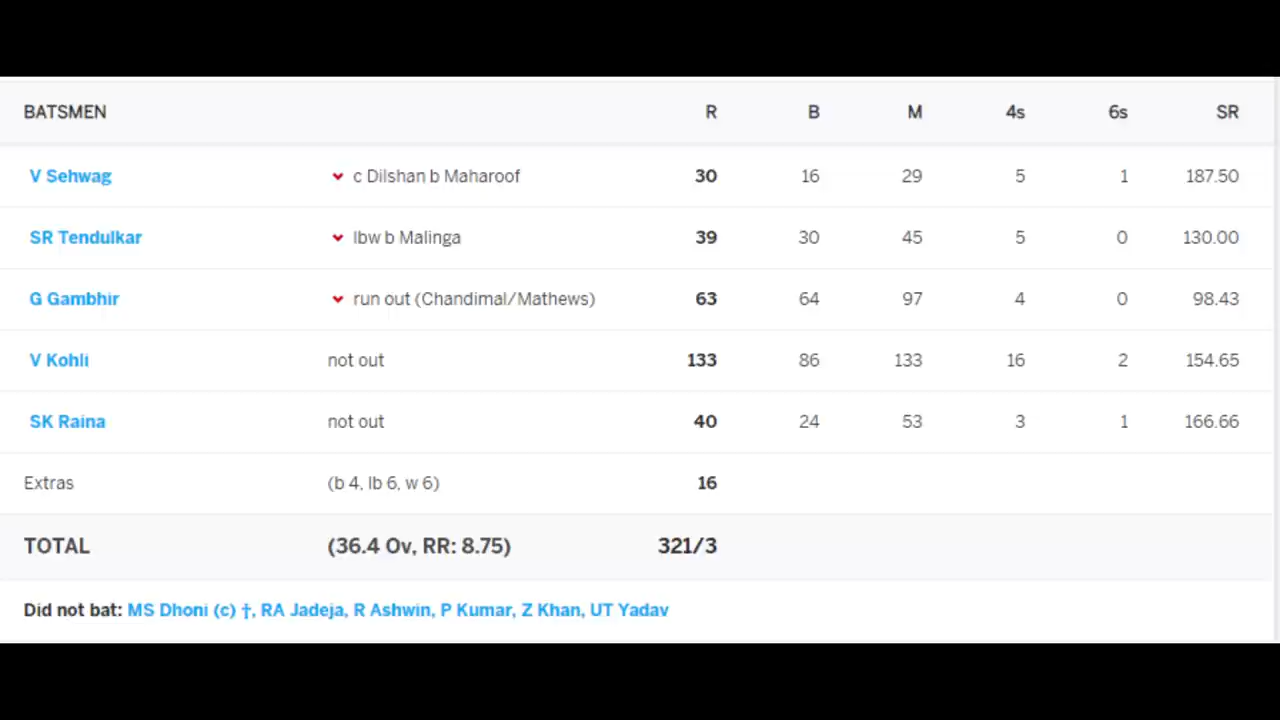 BATSMEN R B M 4s 6s SR
V Sehwag c Dilshan b Maharoof 30 16 29 5 1 187.50
SR Tendulkar lbw b Malinga 39 30 45 5 0 130.00
G Gambhir run out (Chandimal/Mathews) 63 64 97 4 0 98.43
V Kohli not out 133 86 133 16 2 154.65
SK Raina not out 40 24 53 3 1 166.66
Extras (b 4, lb 6, w 6) 16
TOTAL (36.4 Ov, RR: 8.75) 321/3
Did not bat: MS Dhoni (c) †, RA Jadeja, R Ashwin, P Kumar, Z Khan, UT Yadav